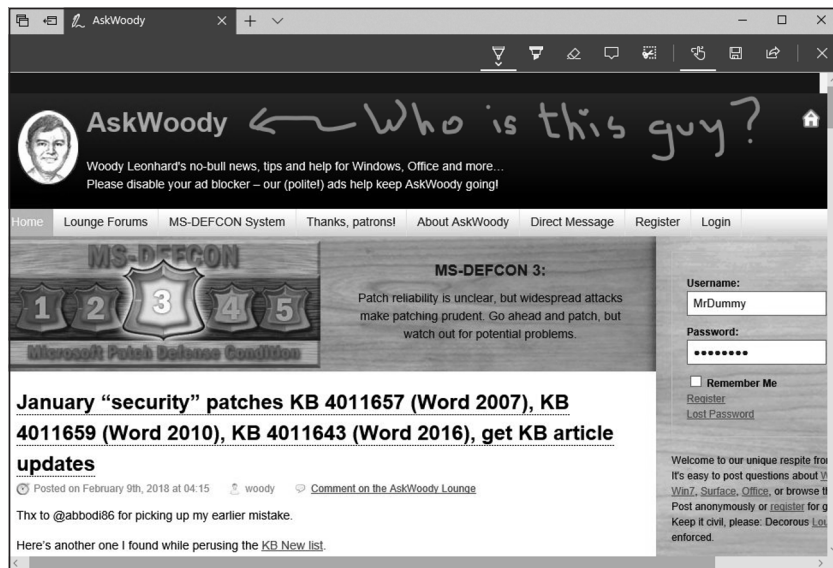 AskWoody
AskWoody
Who is this guy?
Woody Leonhard's no-bull news, tips and help for Windows, Office and more...
Please disable your ad blocker – our (polite!) ads help keep AskWoody going!
Home Lounge Forums MS-DEFCON System Thanks, patrons! About AskWoody Direct Message Register Login
MS-DEFCON
1 2 3 4 5
Microsoft Patch Defense Condition
MS-DEFCON 3:
Patch reliability is unclear, but widespread attacks
make patching prudent. Go ahead and patch, but
watch out for potential problems.
Username:
MrDummy
Password:
Remember Me
Register
Lost Password
January “security” patches KB 4011657 (Word 2007), KB
4011659 (Word 2010), KB 4011643 (Word 2016), get KB article
updates
Posted on February 9th, 2018 at 04:15 woody Comment on the AskWoody Lounge
Thx to @abbodi86 for picking up my earlier mistake.
Here’s another one I found while perusing the KB New list.
Welcome to our unique respite
It's easy to post questions about
Win7, Surface, Office, or browse
Post anonymously or register for
Keep it civil, please: Decorous
enforced.